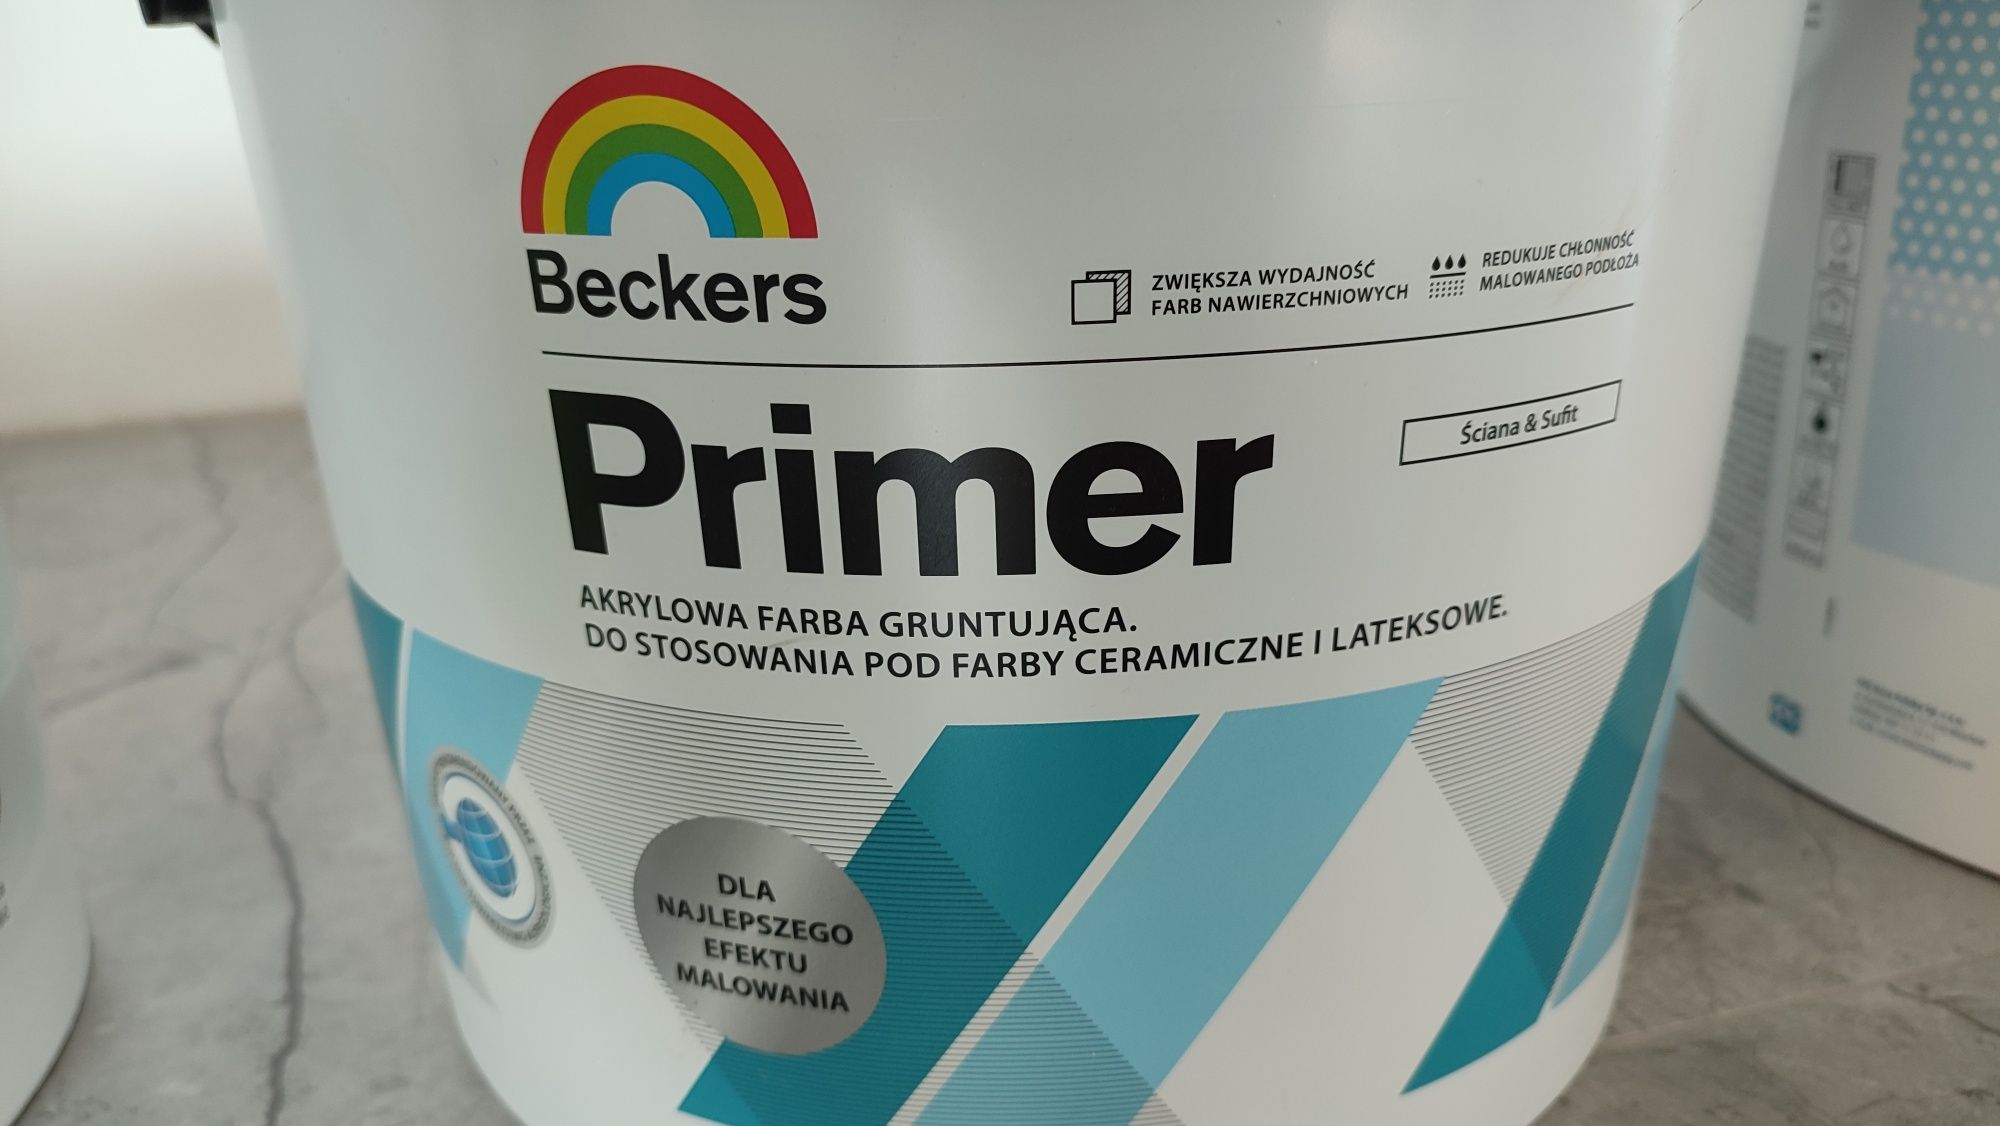 Beckers
ZWIĘKSZA WYDAJNOŚĆ
FARB NAWIERZCHNIOWYCH
REDUKUJE CHŁONNOŚĆ
MALOWANEGO PODŁOŻA
Primer
Ściana & Sufit
AKRYLOWA FARBA GRUNTUJĄCA.
DO STOSOWANIA POD FARBY CERAMICZNE I LATEKSOWE.
DLA
NAJLEPSZEGO
EFEKTU
MALOWANIA